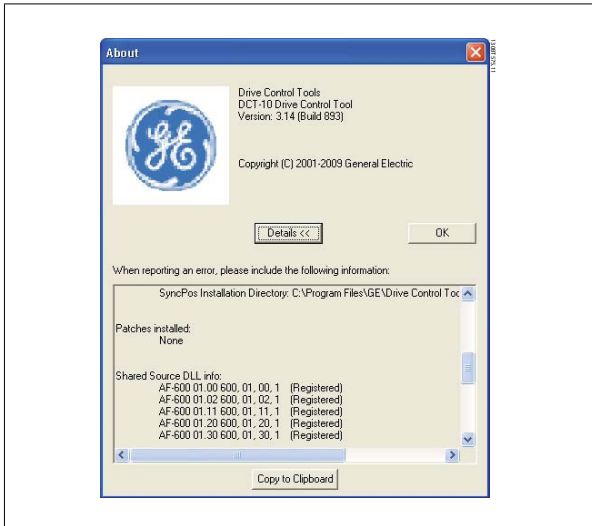 About
130BT575.11
Drive Control Tools
DCT-10 Drive Control Tool
Version: 3.14 (Build 893)
GE
Copyright (C) 2001-2009 General Electric
Details <<
OK
When reporting an error, please include the following information:
SyncPos Installation Directory: C:\Program Files\GE\Drive Control Toc
Patches installed:
None
Shared Source DLL info:
AF-600 01.00 600, 01, 00, 1 (Registered)
AF-600 01.02 600, 01, 02, 1 (Registered)
AF-600 01.11 600, 01, 11, 1 (Registered)
AF-600 01.20 600, 01, 20, 1 (Registered)
AF-600 01.30 600, 01, 30, 1 (Registered)
Copy to Clipboard